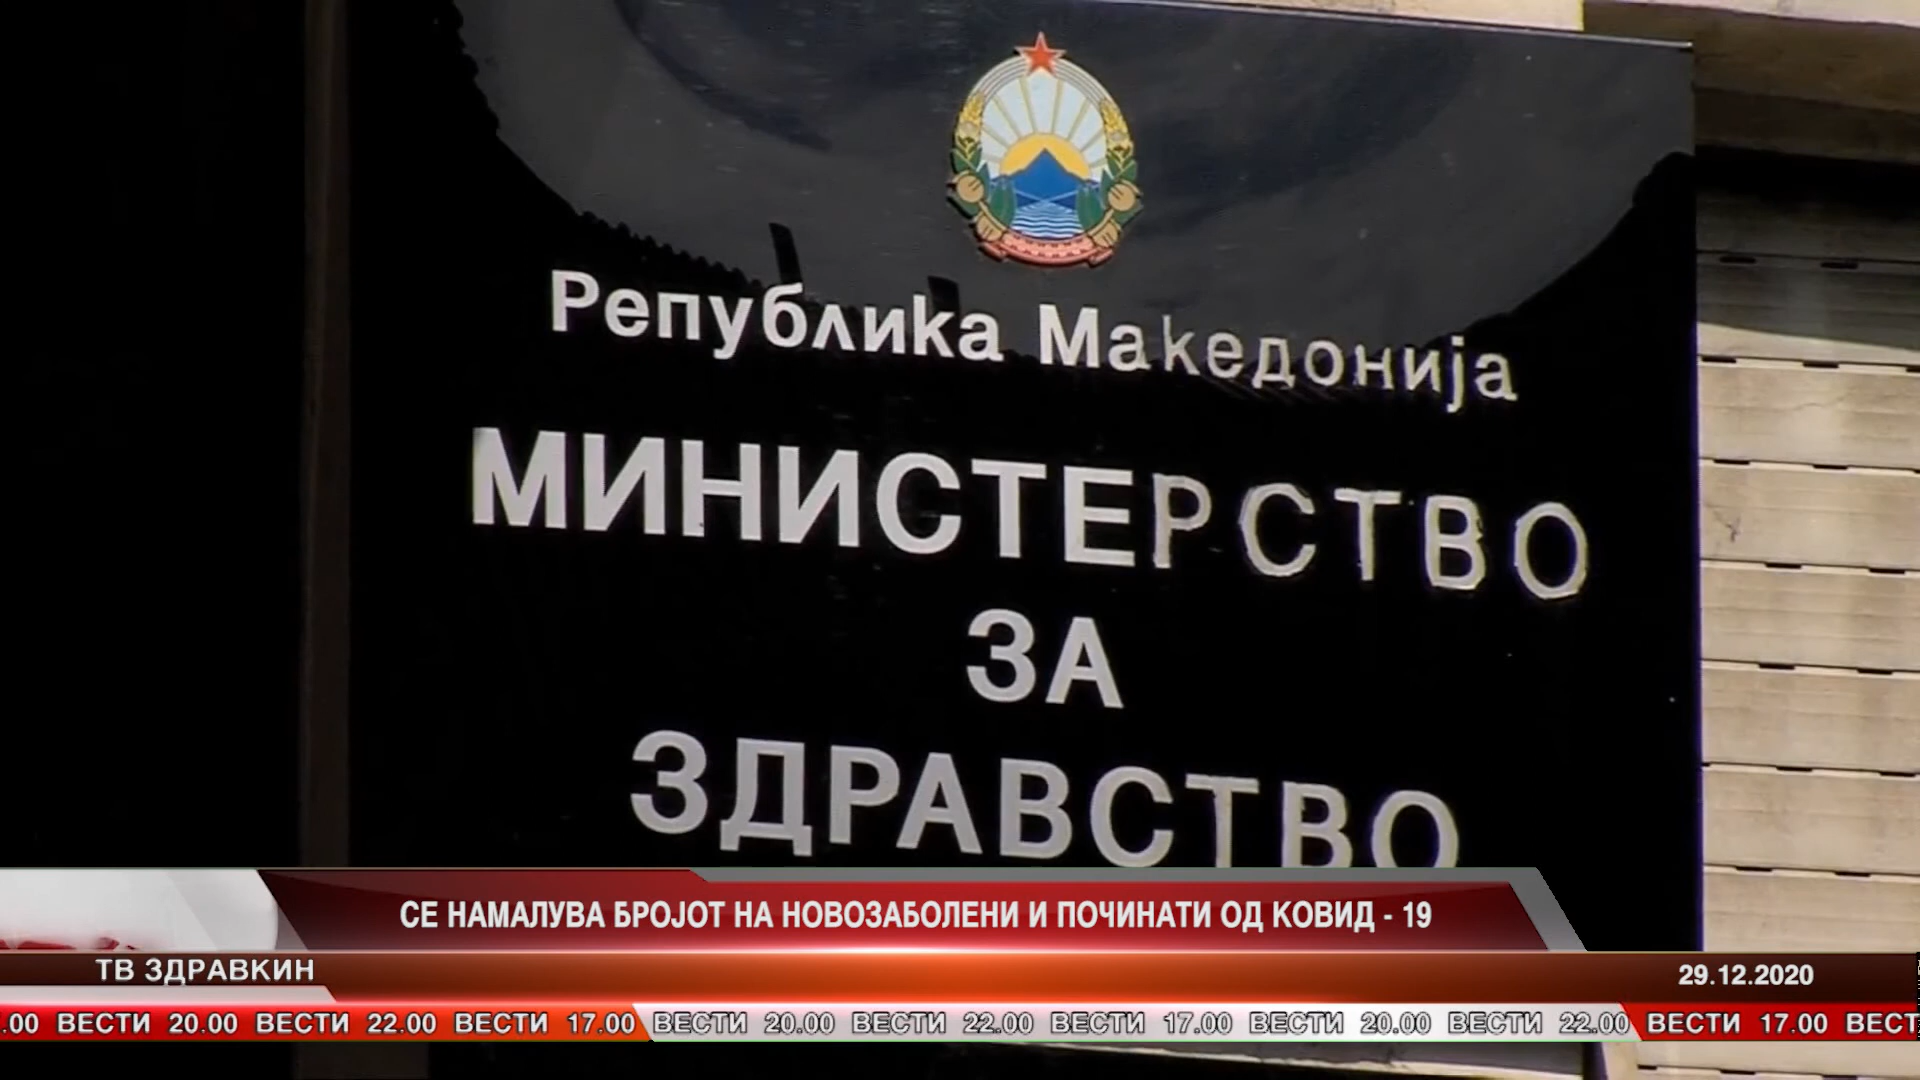 Република Македонија
МИНИСТЕРСТВО
ЗА
ЗДРАВСТВО
СЕ НАМАЛУВА БРОЈОТ НА НОВОЗАБОЛЕНИ И ПОЧИНАТИ ОД КОВИД - 19
ТВ ЗДРАВКИН
29.12.2020
.00 ВЕСТИ 20.00 ВЕСТИ 22.00 ВЕСТИ 17.00 ВЕСТИ 20.00 ВЕСТИ 22.00 ВЕСТИ 17.00 ВЕСТИ 20.00 ВЕСТИ 22.00 ВЕСТИ 17.00 ВЕСТ